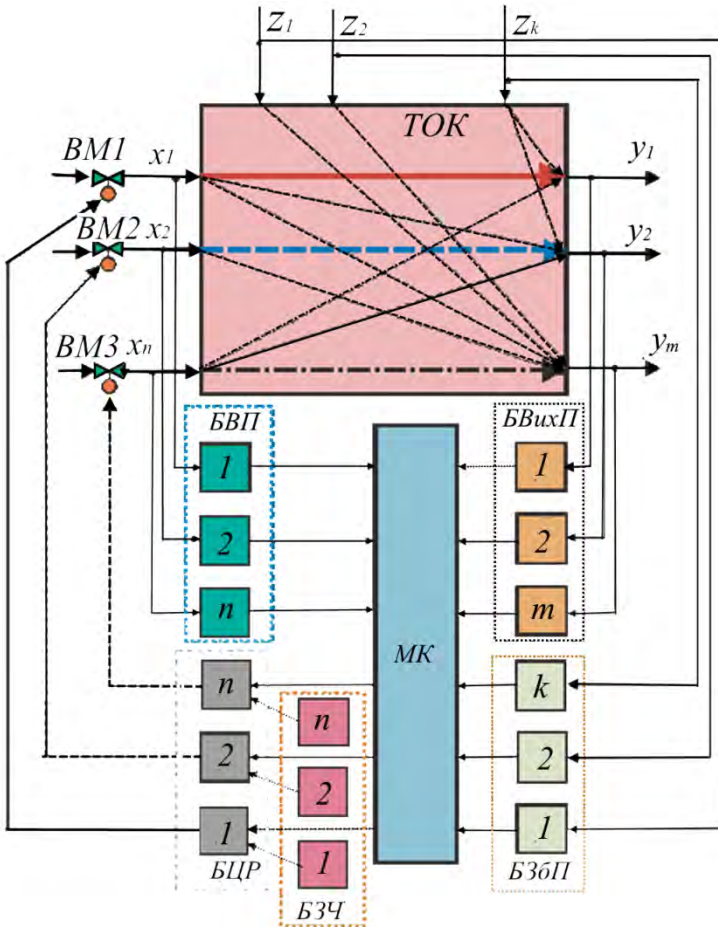 Z1 Z2 Zk
ТОК
ВМ1 x1 y1
ВМ2 x2 y2
ВМ3 xn ym
БВП БВихП
1 1
2 2
n m
МК
n n k
2 2 2
1 1 1
БЦР БЗЧ БЗбП